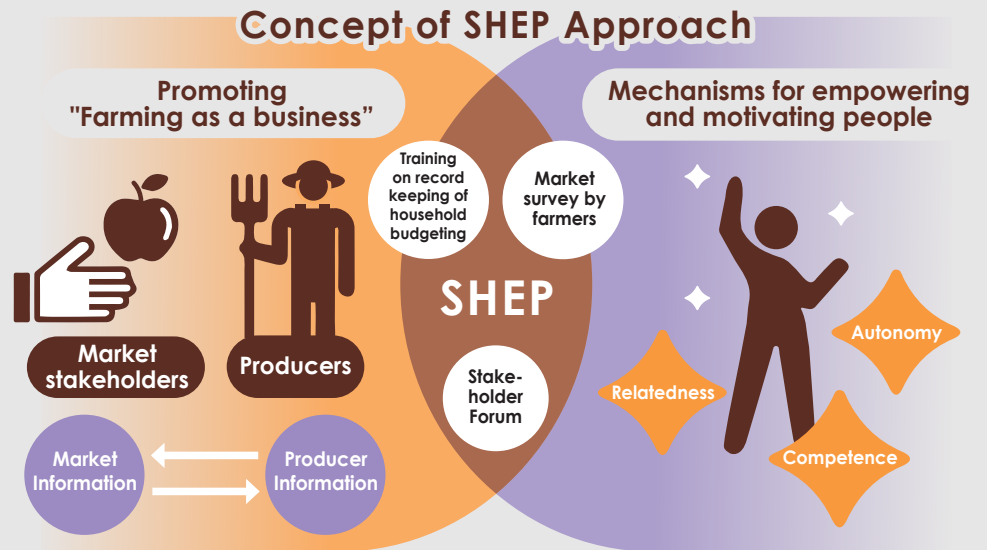 Concept of SHEP Approach
Promoting
"Farming as a business”
Mechanisms for empowering
and motivating people
Training
on record
keeping of
household
budgeting
Market
survey by
farmers
SHEP
Stake-
holder
Forum
Market
stakeholders
Producers
Market
Information
Producer
Information
Autonomy
Relatedness
Competence